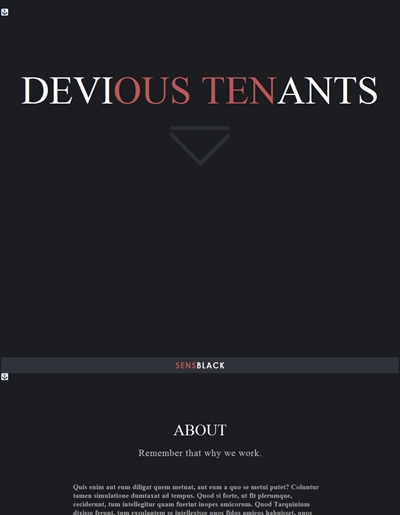 DEVIOUS TENANTS
SENSBLACK
ABOUT
Remember that why we work.
Quis enim aut eum diligat quem metuat, aut eum a quo se metui putet? Coluntur
tamen simulatione dumtaxat ad tempus. Quod si forte, ut fit plerumque,
ceciderunt, tum intellegitur quam fuerint inopes amicorum. Quod Tarquinium
dixisse ferunt, tum exsulantem se intellexisse quos fidos amicos habuisset, quos